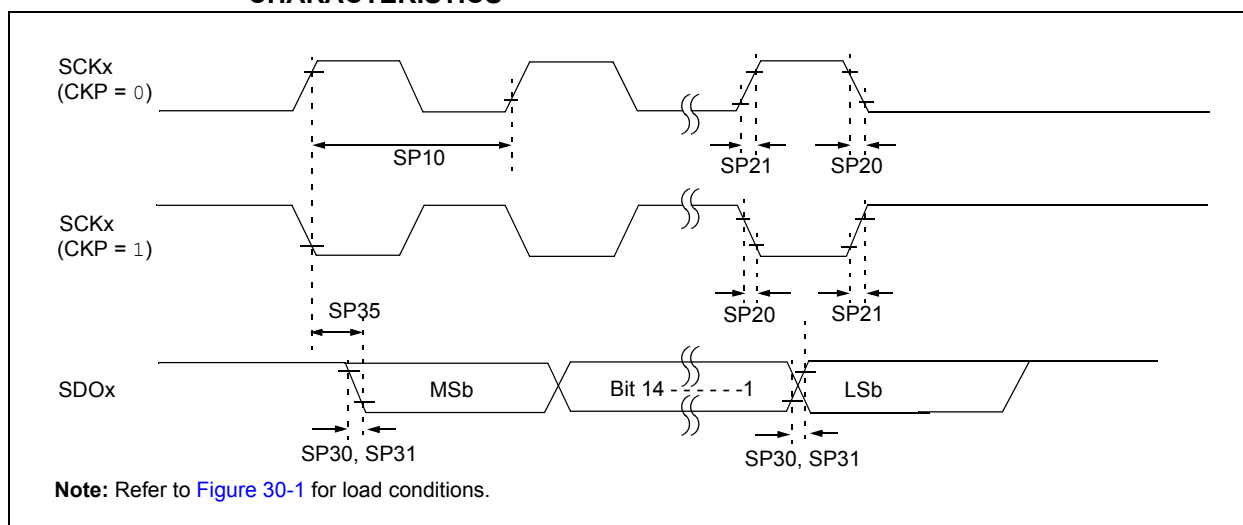 CHARACTERISTICS
SCKx
(CKP = 0)
SP10
SP21
SP20
SCKx
(CKP = 1)
SP35
SP20
SP21
SDOx
MSb
Bit 14 - - - - - -1
LSb
SP30, SP31
SP30, SP31
Note: Refer to Figure 30-1 for load conditions.